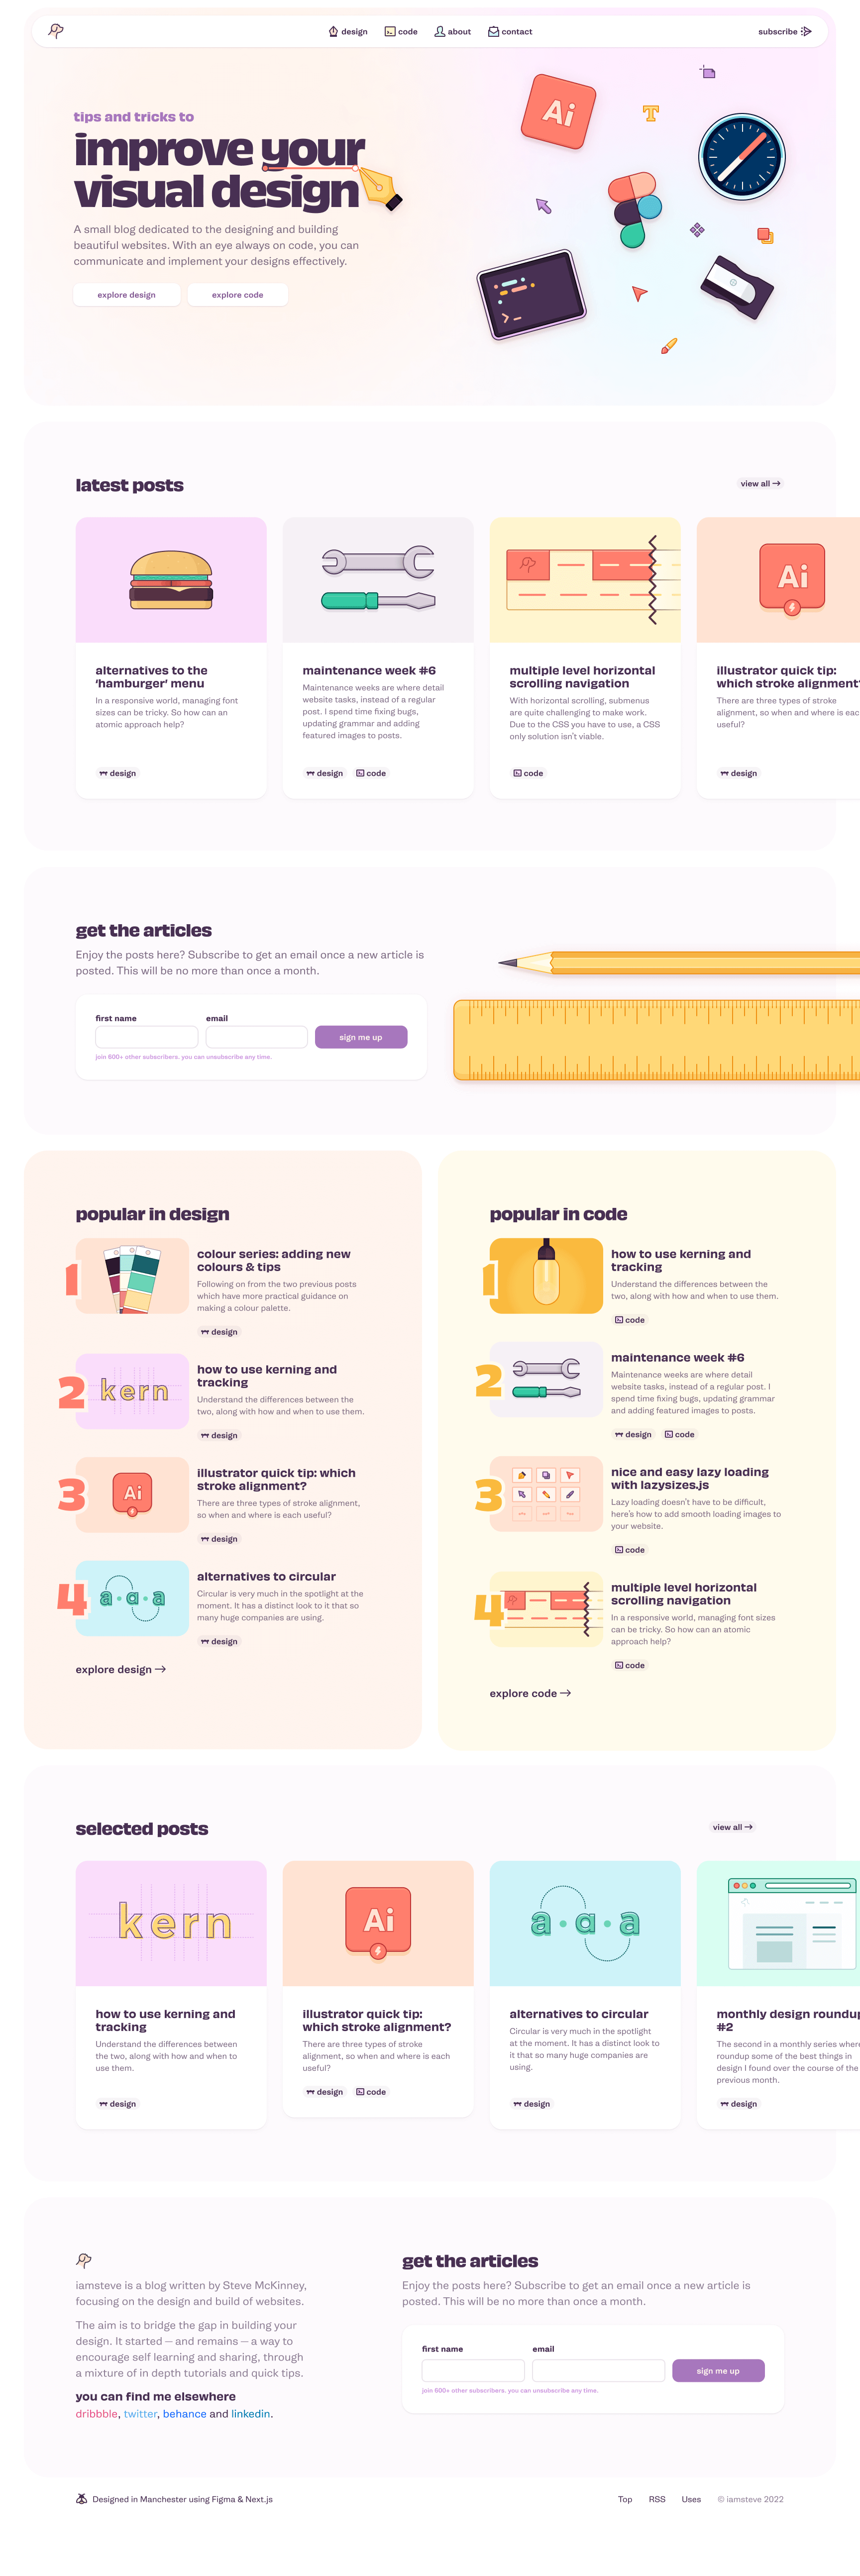 design code about contact subscribe
tips and tricks to
improve your
visual design
A small blog dedicated to the designing and building
beautiful websites. With an eye always on code, you can
communicate and implement your designs effectively.
explore design explore code
Ai
T
latest posts
view all →
Ai
alternatives to the
‘hamburger’ menu
In a responsive world, managing font
sizes can be tricky. So how can an
atomic approach help?
design
maintenance week #6
Maintenance weeks are where detail
website tasks, instead of a regular
post. I spend time fixing bugs,
updating grammar and adding
featured images to posts.
design code
multiple level horizontal
scrolling navigation
With horizontal scrolling, submenus
are quite challenging to make work.
Due to the CSS you have to use, a CSS
only solution isn’t viable.
code
illustrator quick tip:
which stroke alignment?
There are three types of stroke
alignment, so when and where is eac
useful?
design
get the articles
Enjoy the posts here? Subscribe to get an email once a new article is
posted. This will be no more than once a month.
first name email
sign me up
join 600+ other subscribers. you can unsubscribe any time.
popular in design
1
colour series: adding new
colours & tips
Following on from the two previous posts
which have more practical guidance on
making a colour palette.
design
2
kern
how to use kerning and
tracking
Understand the differences between the
two, along with how and when to use them.
design
3
Ai
illustrator quick tip: which
stroke alignment?
There are three types of stroke alignment,
so when and where is each useful?
design
4
a • a • a
alternatives to circular
Circular is very much in the spotlight at the
moment. It has a distinct look to it that so
many huge companies are using.
design
explore design →
popular in code
1
how to use kerning and
tracking
Understand the differences between the
two, along with how and when to use them.
code
2
maintenance week #6
Maintenance weeks are where detail
website tasks, instead of a regular post. I
spend time fixing bugs, updating grammar
and adding featured images to posts.
design code
3
nice and easy lazy loading
with lazysizes.js
Lazy loading doesn’t have to be difficult,
here’s how to add smooth loading images to
your website.
code
4
multiple level horizontal
scrolling navigation
In a responsive world, managing font sizes
can be tricky. So how can an atomic
approach help?
code
explore code →
selected posts
view all →
kern
how to use kerning and
tracking
Understand the differences between
the two, along with how and when to
use them.
design
Ai
illustrator quick tip:
which stroke alignment?
There are three types of stroke
alignment, so when and where is each
useful?
design code
a • a • a
alternatives to circular
Circular is very much in the spotlight
at the moment. It has a distinct look to
it that so many huge companies are
using.
design
monthly design roundup
#2
The second in a monthly series where
roundup some of the best things in
design I found over the course of the
previous month.
design
iamsteve is a blog written by Steve McKinney,
focusing on the design and build of websites.
The aim is to bridge the gap in building your
design. It started — and remains — a way to
encourage self learning and sharing, through
a mixture of in depth tutorials and quick tips.
you can find me elsewhere
dribbble, twitter, behance and linkedin.
get the articles
Enjoy the posts here? Subscribe to get an email once a new article is
posted. This will be no more than once a month.
first name email
sign me up
join 600+ other subscribers. you can unsubscribe any time.
Designed in Manchester using Figma & Next.js
Top RSS Uses © iamsteve 2022